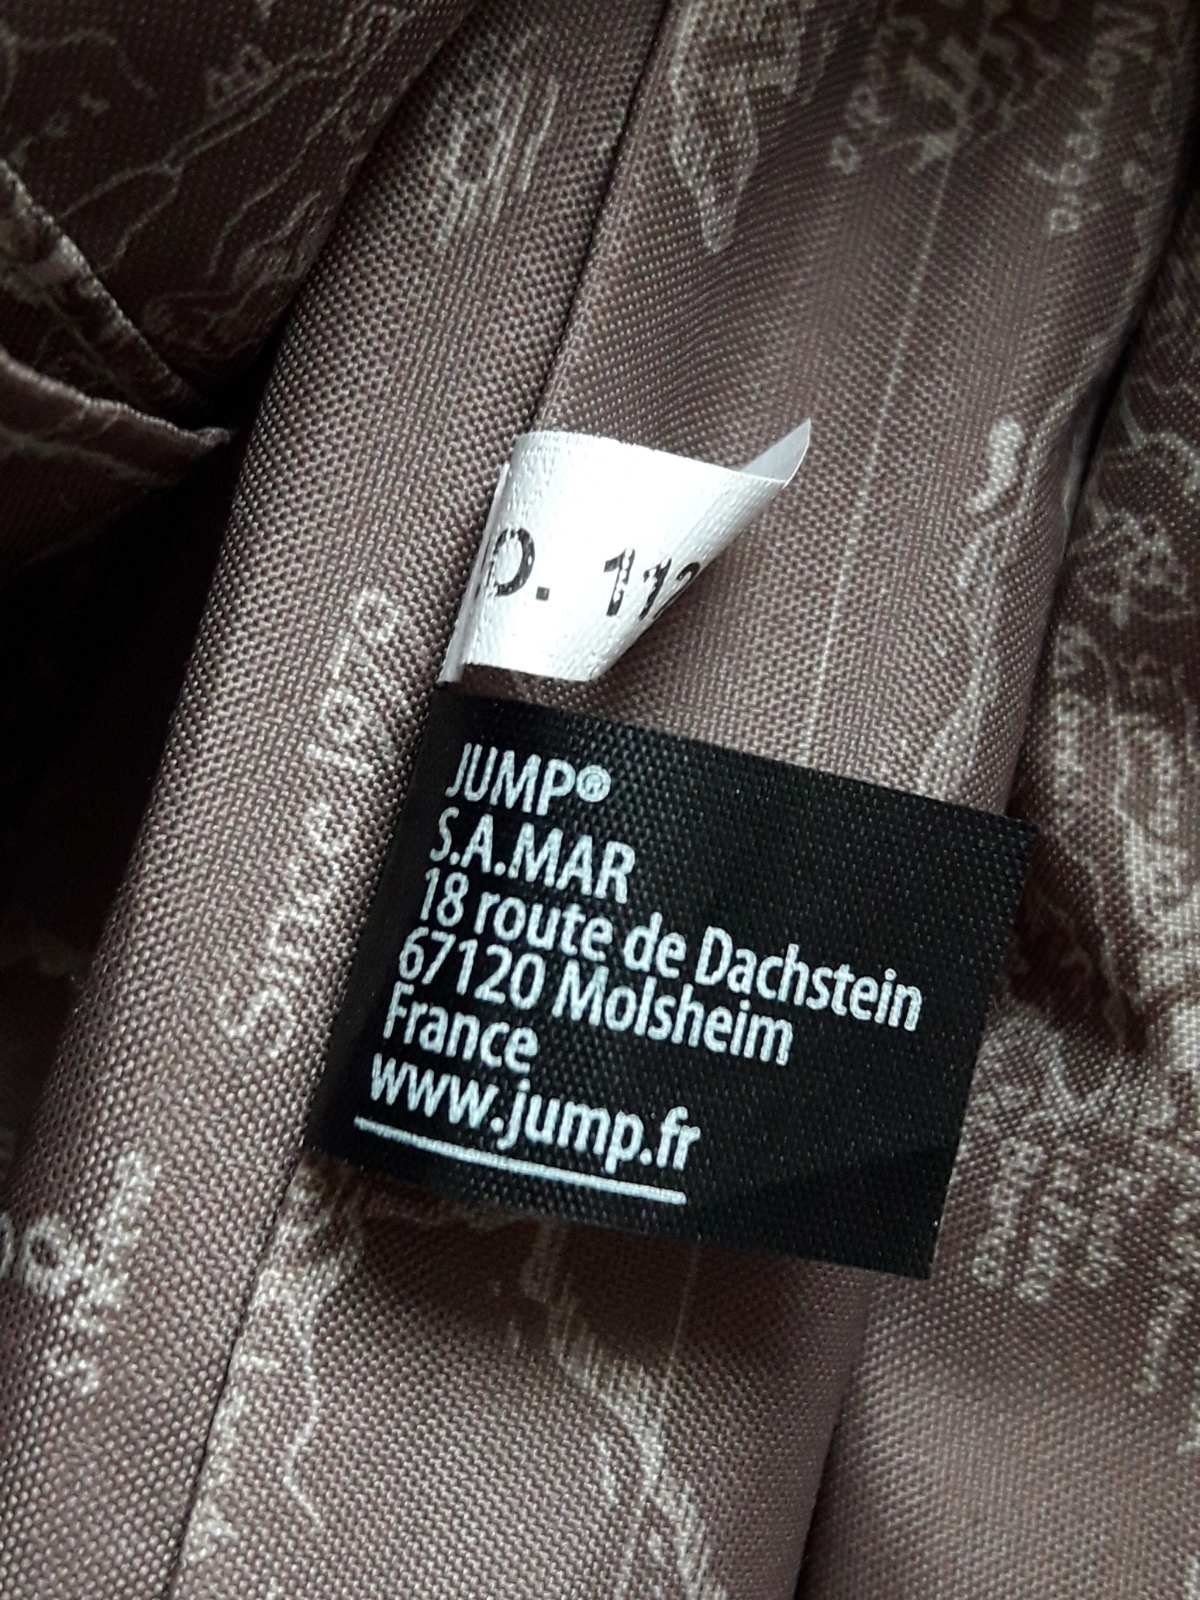 JUMP®
S.A.MAR
18 route de Dachstein
67120 Molsheim
France
www.jump.fr